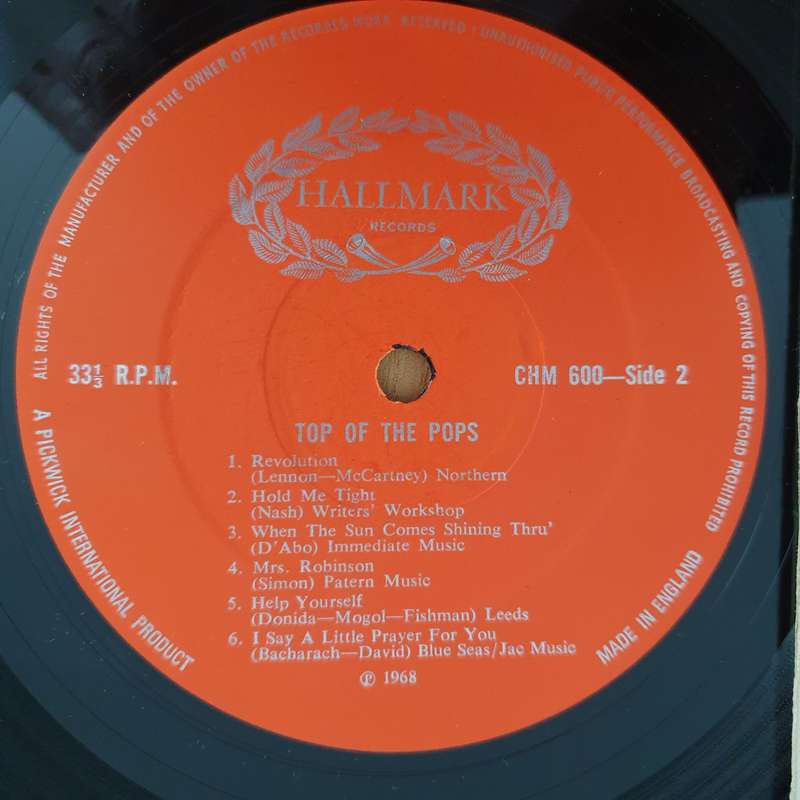 ALL RIGHTS OF THE MANUFACTURER AND OF THE OWNER OF THE RECORDED WORK RESERVED · UNAUTHORISED PUBLIC PERFORMANCE BROADCASTING AND COPYING OF THIS RECORD PROHIBITED
HALLMARK
RECORDS
33⅓ R.P.M.
CHM 600—Side 2
TOP OF THE POPS
1. Revolution
(Lennon—McCartney) Northern
2. Hold Me Tight
(Nash) Writers' Workshop
3. When The Sun Comes Shining Thru'
(D'Abo) Immediate Music
4. Mrs. Robinson
(Simon) Patern Music
5. Help Yourself
(Donida—Mogol—Fishman) Leeds
6. I Say A Little Prayer For You
(Bacharach—David) Blue Seas/Jac Music
℗ 1968
A PICKWICK INTERNATIONAL PRODUCT
MADE IN ENGLAND